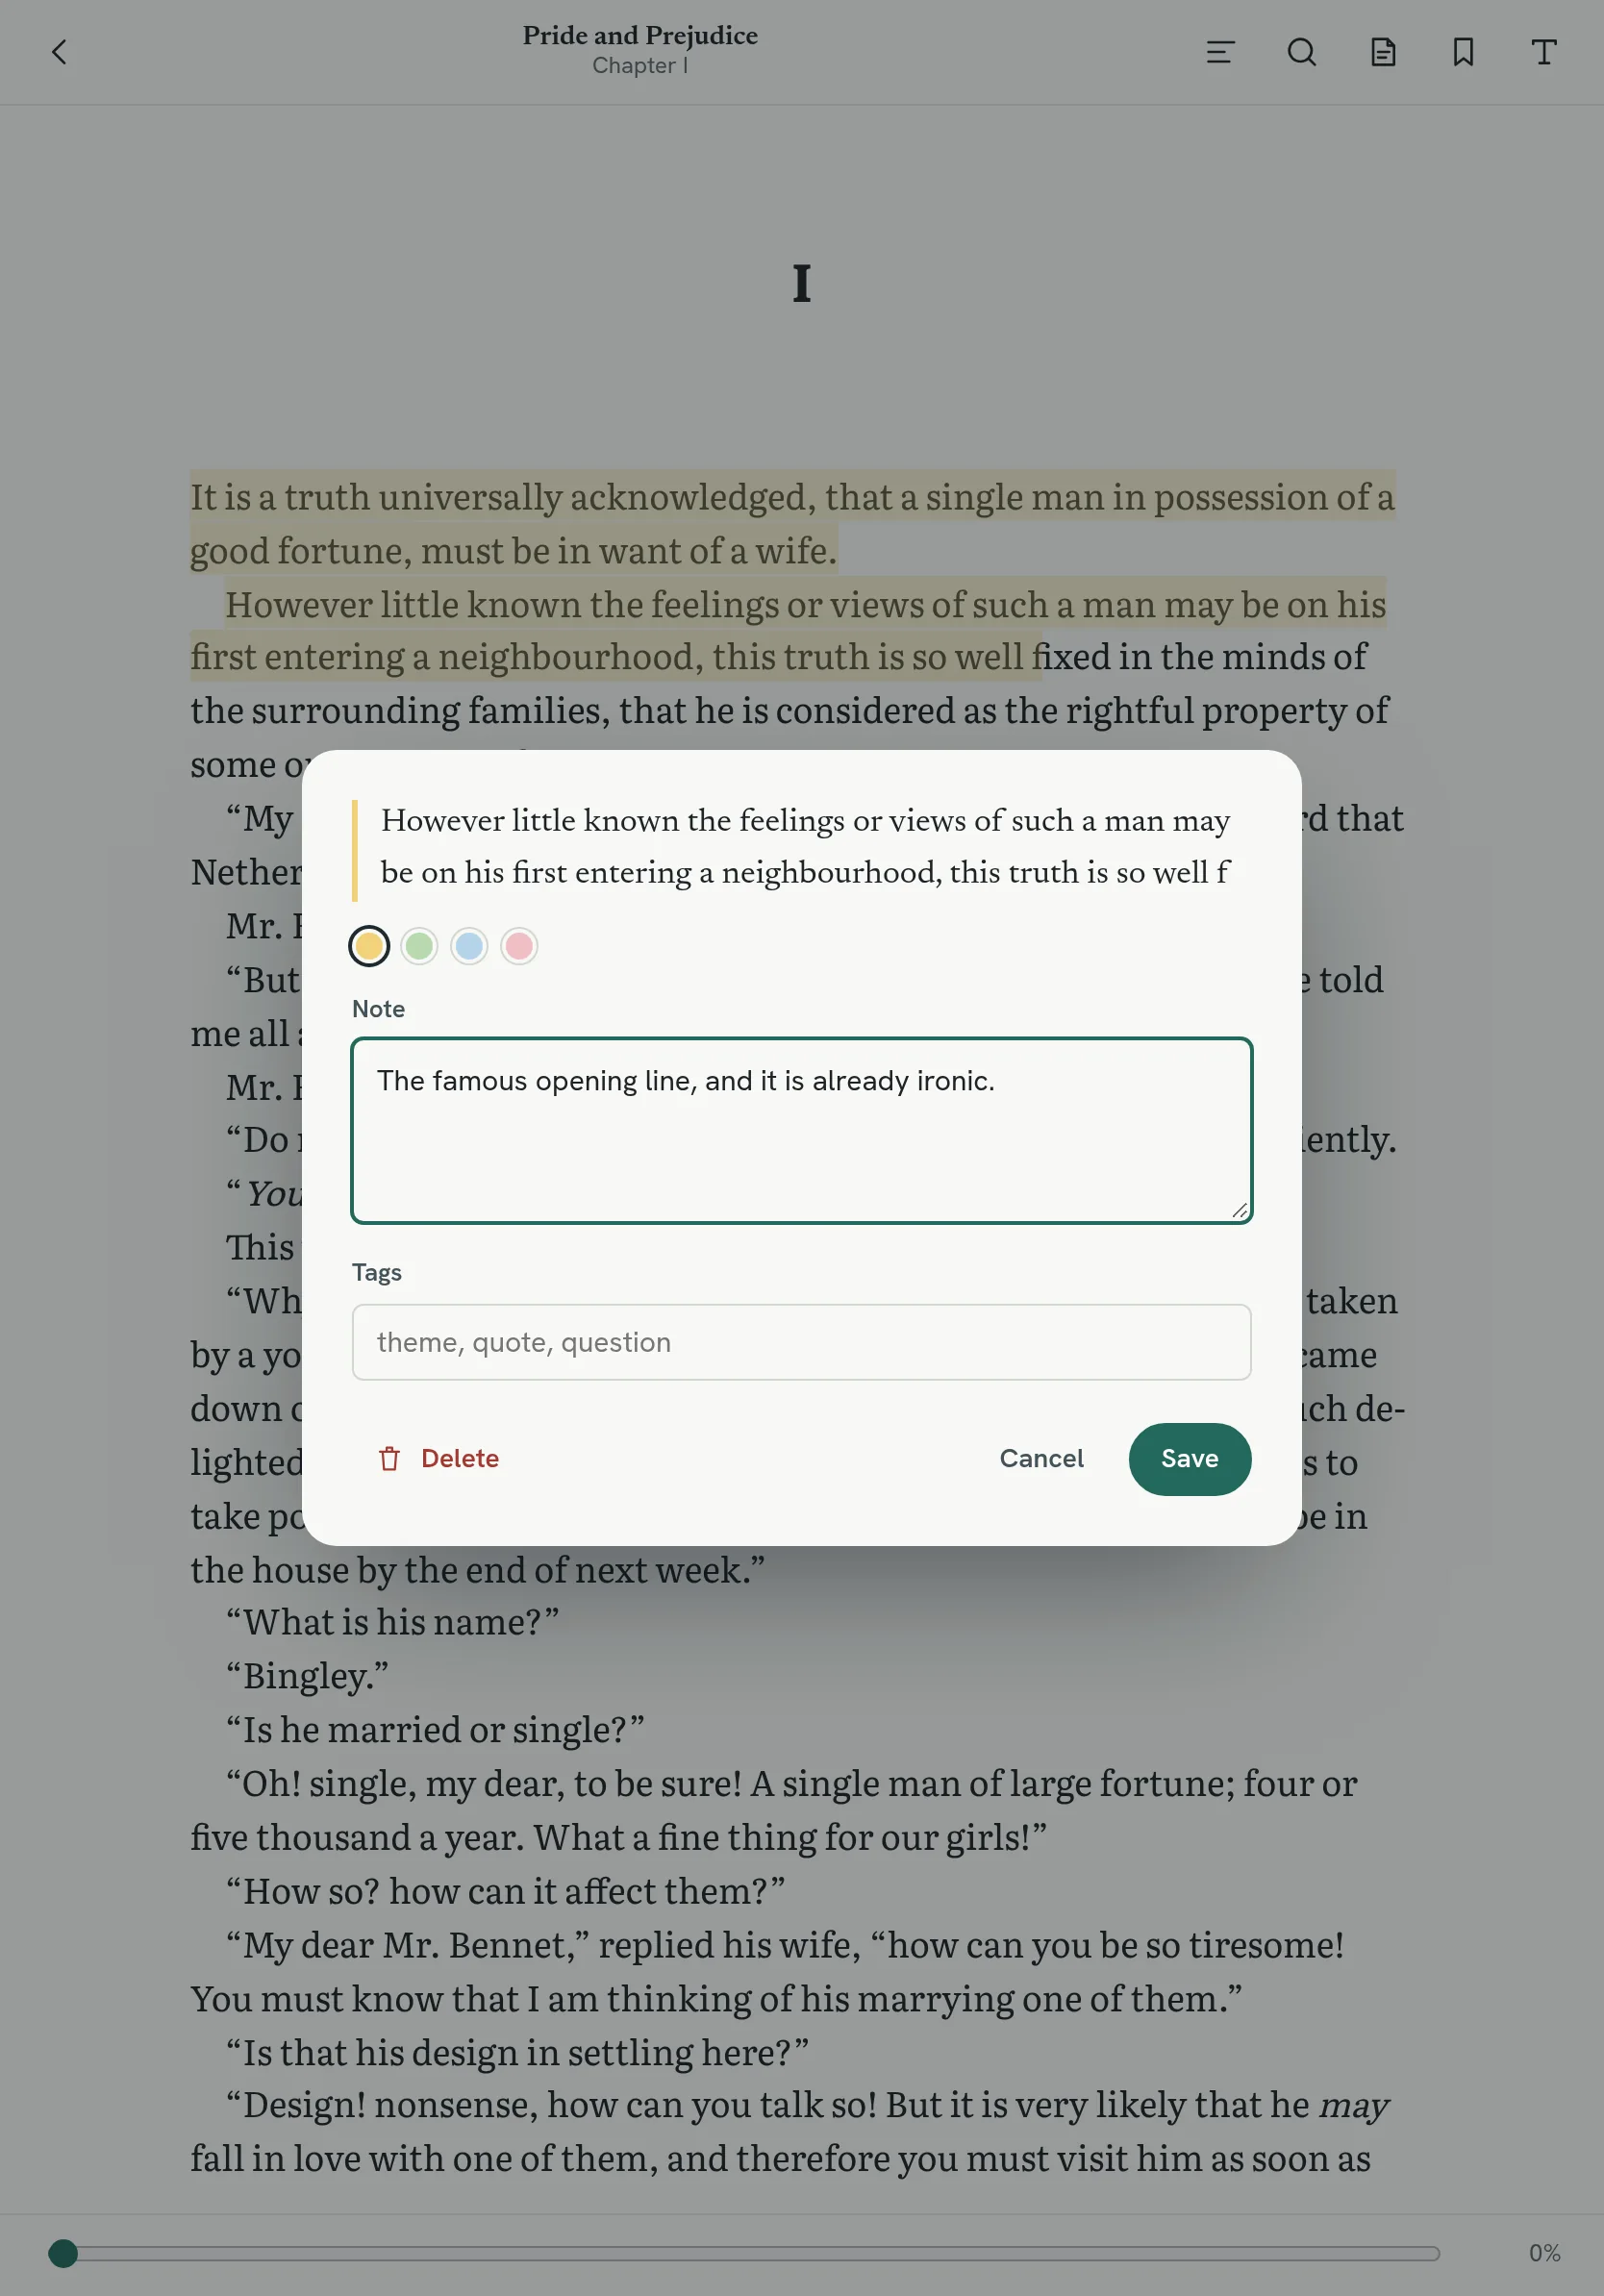 Pride and Prejudice
Chapter I
I
It is a truth universally acknowledged, that a single man in possession of a
good fortune, must be in want of a wife.
However little known the feelings or views of such a man may be on his
first entering a neighbourhood, this truth is so well fixed in the minds of
the surrounding families, that he is considered as the rightful property of
some
“My
rd that
Mr.
“But
told
me all
Mr.
“Do
iently.
“You
This
“Wh
taken
by a yo
came
down
ch de-
lighted
s to
take po
be in
However little known the feelings or views of such a man may
be on his first entering a neighbourhood, this truth is so well f
Note
The famous opening line, and it is already ironic.
Tags
theme, quote, question
Delete
Cancel
Save
the house by the end of next week.”
“What is his name?”
“Bingley.”
“Is he married or single?”
“Oh! single, my dear, to be sure! A single man of large fortune; four or
five thousand a year. What a fine thing for our girls!”
“How so? how can it affect them?”
“My dear Mr. Bennet,” replied his wife, “how can you be so tiresome!
You must know that I am thinking of his marrying one of them.”
“Is that his design in settling here?”
“Design! nonsense, how can you talk so! But it is very likely that he may
fall in love with one of them, and therefore you must visit him as soon as
0%